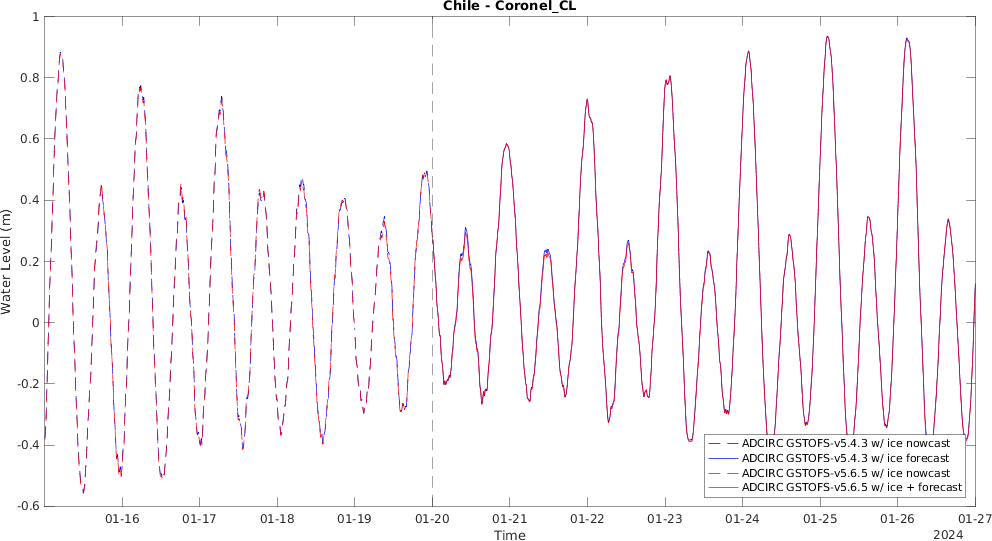 Chile - Coronel_CL
Water Level (m)
1
0.8
0.6
0.4
0.2
0
-0.2
-0.4
-0.6
ADCIRC GSTOFS-v5.4.3 w/ ice nowcast
ADCIRC GSTOFS-v5.4.3 w/ ice forecast
ADCIRC GSTOFS-v5.6.5 w/ ice nowcast
ADCIRC GSTOFS-v5.6.5 w/ ice + forecast
01-16 01-17 01-18 01-19 01-20 01-21 01-22 01-23 01-24 01-25 01-26 01-27
Time
2024